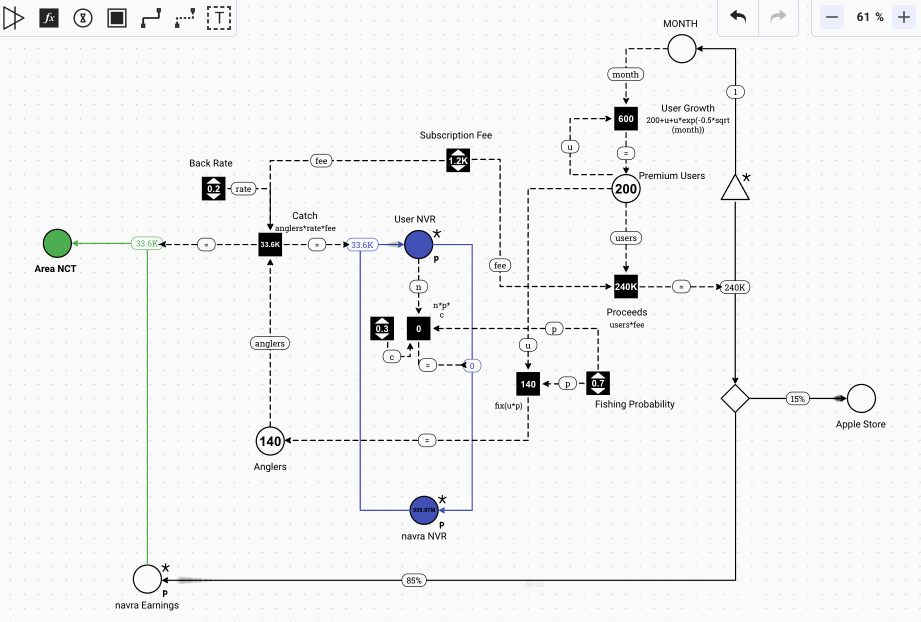 fx
T
61 %
MONTH
month
1
User Growth
200+u+u*exp(-0.5*sqrt
(month))
600
u
=
Subscription Fee
1.2K
fee
Back Rate
0.2
rate
Premium Users
200
Catch
anglers*rate*fee
User NVR
*
p
33.6K
=
33.6K
=
33.6K
Area NCT
users
fee
n
240K
=
240K
Proceeds
users*fee
n*p*
c
0.3
0
c
=
0
p
anglers
u
140
p
0.7
fix(u*p)
Fishing Probability
15%
Apple Store
140
=
Anglers
*
999.97M
p
navra NVR
*
85%
p
navra Earnings